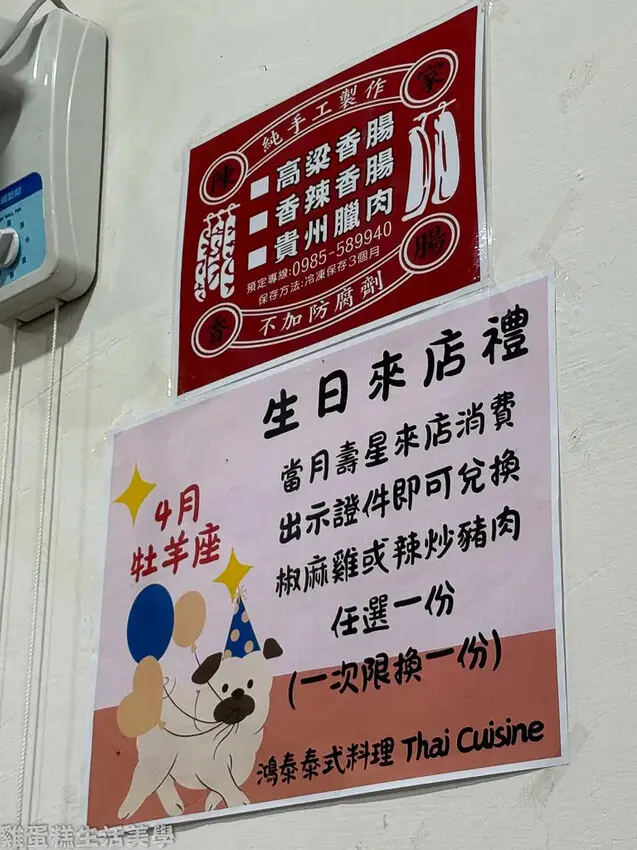 純手工製作
陳
家
高粱香腸
香辣香腸
貴州臘肉
預定專線:0985-589940
保存方法:冷凍保存3個月
香
腸
不加防腐劑
生日來店禮
當月壽星來店消費
出示證件即可兌換
椒麻雞或辣炒豬肉
任選一份
(一次限換一份)
4月
牡羊座
鴻泰泰式料理 Thai Cuisine
雞蛋糕生活美學